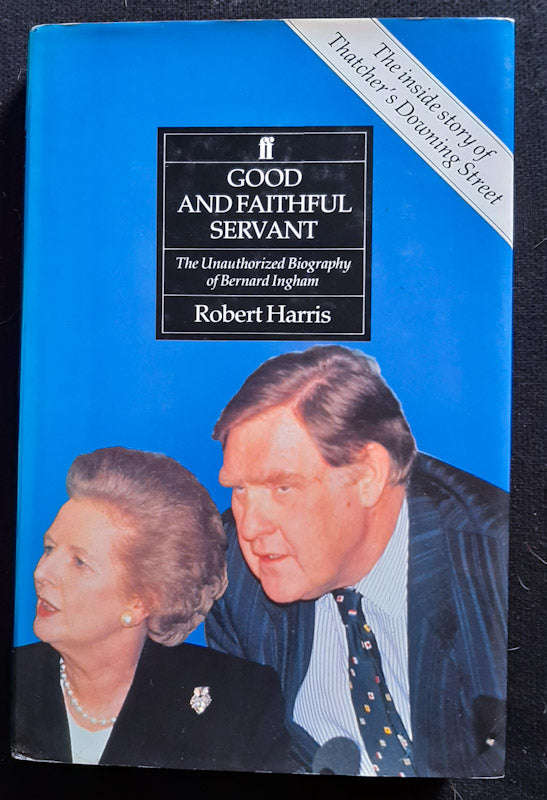 The inside story of
Thatcher's Downing Street
ff
GOOD
AND FAITHFUL
SERVANT
The Unauthorized Biography
of Bernard Ingham
Robert Harris